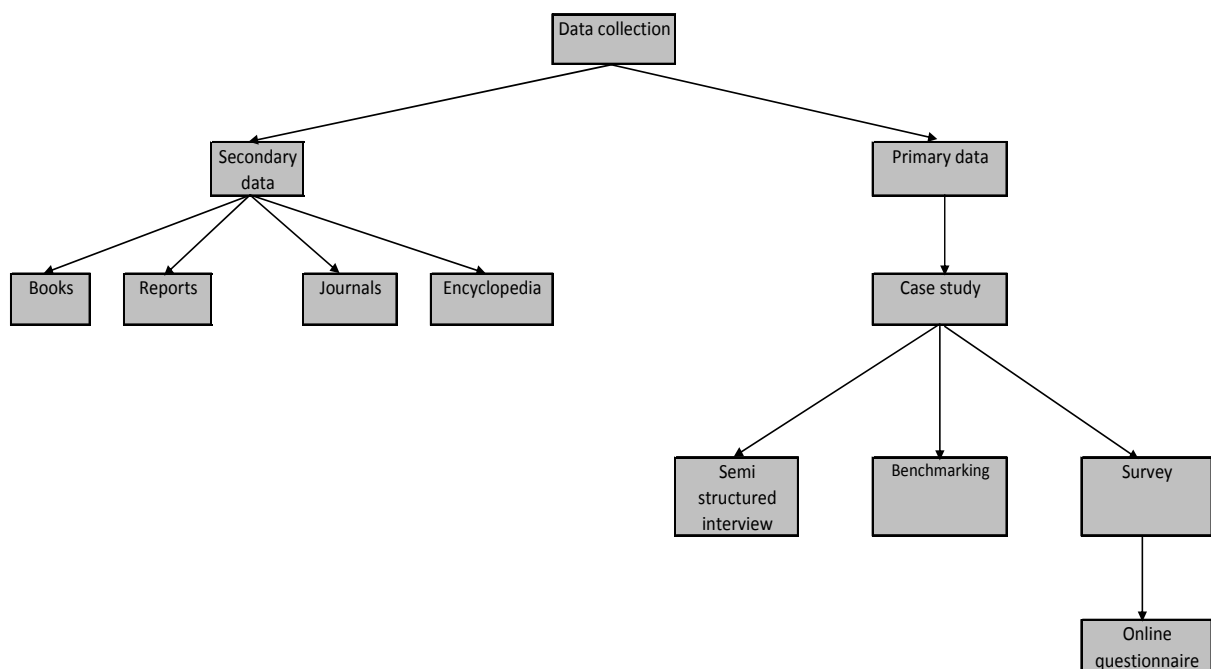 Data collection
Secondary
data
Primary data
Books
Reports
Journals
Encyclopedia
Case study
Semi
structured
interview
Benchmarking
Survey
Online
questionnaire